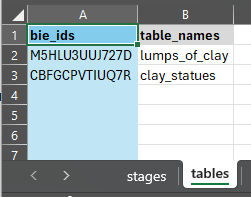 A B
1 bie_ids table_names
2 M5HLU3UUJ727D lumps_of_clay
3 CBFGCPVTIUQ7R clay_statues
4
5
6
7
stages tables